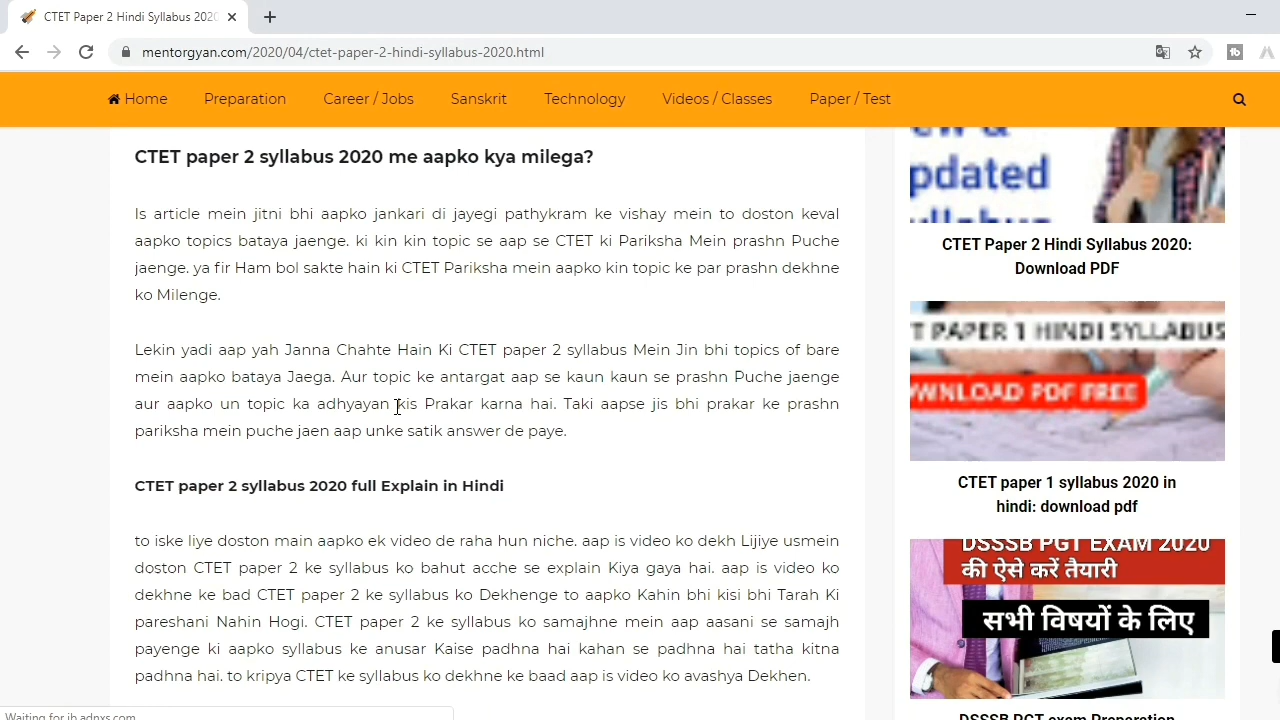 CTET Paper 2 Hindi Syllabus 202
mentorgyan.com/2020/04/ctet-paper-2-hindi-syllabus-2020.html
Home Preparation Career / Jobs Sanskrit Technology Videos / Classes Paper / Test
CTET paper 2 syllabus 2020 me aapko kya milega?
Is article mein jitni bhi aapko jankari di jayegi pathykram ke vishay mein to doston keval
aapko topics bataya jaenge. ki kin kin topic se aap se CTET ki Pariksha Mein prashn Puche
jaenge. ya fir Ham bol sakte hain ki CTET Pariksha mein aapko kin topic ke par prashn dekhne
ko Milenge.
Lekin yadi aap yah Janna Chahte Hain Ki CTET paper 2 syllabus Mein Jin bhi topics of bare
mein aapko bataya Jaega. Aur topic ke antargat aap se kaun kaun se prashn Puche jaenge
aur aapko un topic ka adhyayan kis Prakar karna hai. Taki aapse jis bhi prakar ke prashn
pariksha mein puche jaen aap unke satik answer de paye.
CTET paper 2 syllabus 2020 full Explain in Hindi
to iske liye doston main aapko ek video de raha hun niche. aap is video ko dekh Lijiye usmein
doston CTET paper 2 ke syllabus ko bahut acche se explain Kiya gaya hai. aap is video ko
dekhne ke bad CTET paper 2 ke syllabus ko Dekhenge to aapko Kahin bhi kisi bhi Tarah Ki
pareshani Nahin Hogi. CTET paper 2 ke syllabus ko samajhne mein aap aasani se samajh
payenge ki aapko syllabus ke anusar Kaise padhna hai kahan se padhna hai tatha kitna
padhna hai. to kripya CTET ke syllabus ko dekhne ke baad aap is video ko avashya Dekhen.
pdated
CTET Paper 2 Hindi Syllabus 2020:
Download PDF
T PAPER 1 HINDI SYLLABUS
OWNLOAD PDF FREE
CTET paper 1 syllabus 2020 in
hindi: download pdf
DSSSB PGT EXAM 2020
की ऐसे करें तैयारी
सभी विषयों के लिए
DSSSB PGT exam Preparation
Waiting for ib.adnxs.com